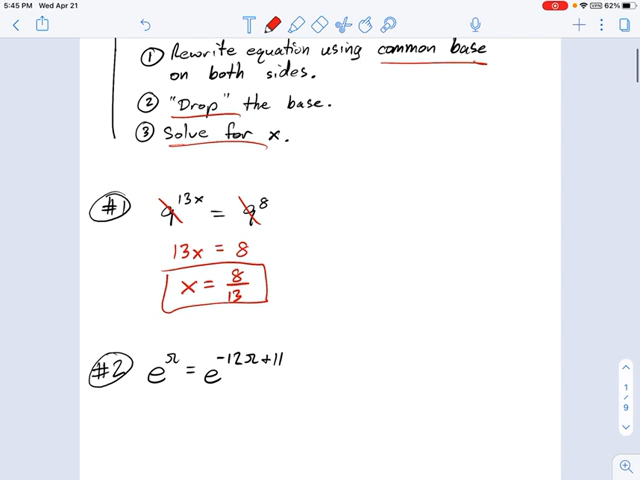 5:45 PM Wed Apr 21
62%
① Rewrite equation using common base
on both sides.
② "Drop" the base.
③ Solve for x.
#1 9^13x = 9^8
13x = 8
x = 8/13
#2 e^x = e^-12x+11
1
/
9